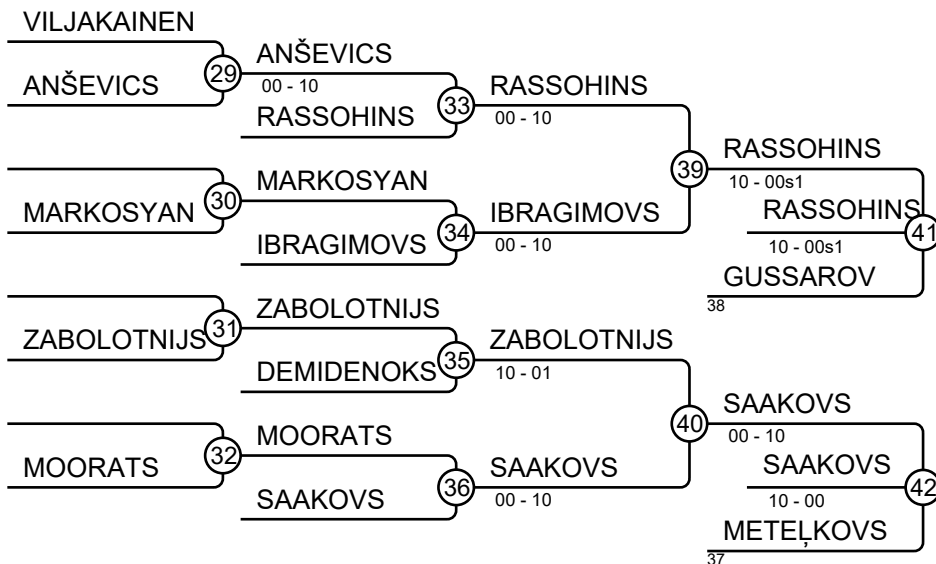 VILJAKAINEN
29
ANŠEVICS
ANŠEVICS
00 - 10
33
RASSOHINS
RASSOHINS
00 - 10
39
RASSOHINS
10 - 00s1
30
MARKOSYAN
MARKOSYAN
34
IBRAGIMOVS
IBRAGIMOVS
00 - 10
RASSOHINS
10 - 00s1
41
GUSSAROV
38
31
ZABOLOTNIJS
ZABOLOTNIJS
35
DEMIDENOKS
ZABOLOTNIJS
10 - 01
40
SAAKOVS
00 - 10
32
MOORATS
MOORATS
36
SAAKOVS
SAAKOVS
00 - 10
SAAKOVS
10 - 00
42
METEĻKOVS
37